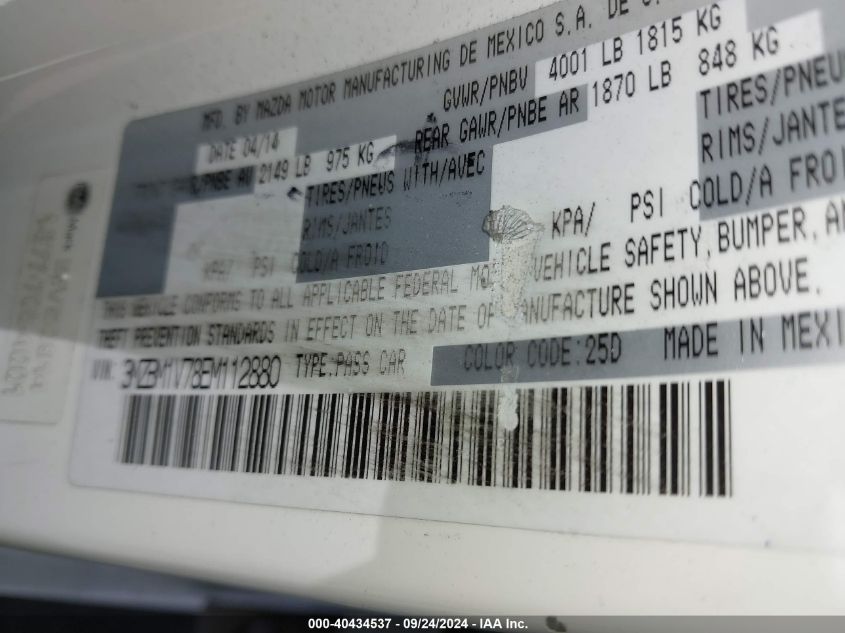 MFD. BY MAZDA MOTOR MANUFACTURING DE MEXICO S.A. DE
DATE 04/14 GVWR/PNBV 4001 LB 1815 KG
2149 LB 975 KG REAR GAWR/PNBE AR 1870 LB 848 KG
TIRES/PNEUS WITH/AVEC TIRES/PNEU
RIMS/JANTES RIMS/JANTE
KPA/ PSI COLD/A FROID KPA/ PSI COLD/A FROI
THIS VEHICLE CONFORMS TO ALL APPLICABLE FEDERAL VEHICLE SAFETY, BUMPER, AN
THEFT PREVENTION STANDARDS IN EFFECT ON THE DATE OF MANUFACTURE SHOWN ABOVE.
VIN: 3MZBM1V78EM112880 TYPE: PASS CAR COLOR CODE: 25D MADE IN MEXI
000-40434537 - 09/24/2024 - IAA Inc.